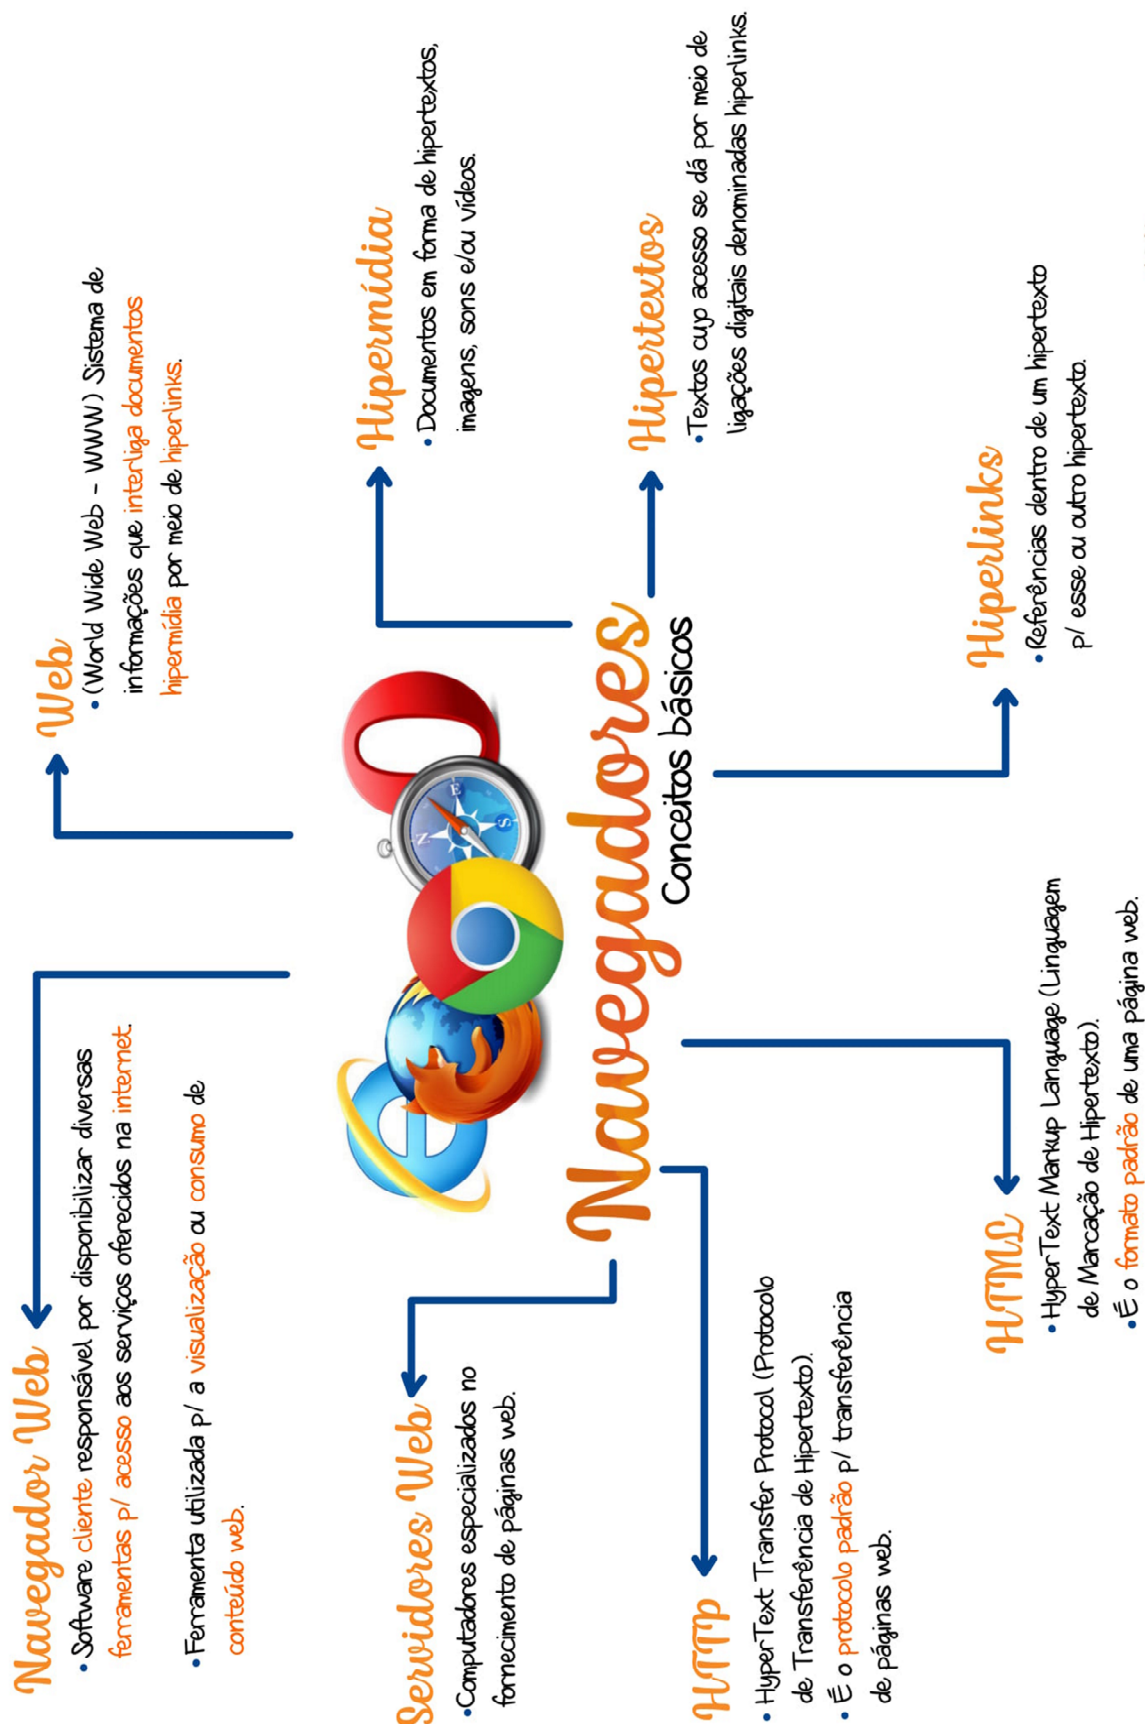 Navegador Web
• Software cliente responsável por disponibilizar diversas
ferramentas p/ acesso aos serviços oferecidos na internet.
• Ferramenta utilizada p/ a visualização ou consumo de
conteúdo web.
Web
• (World Wide Web - WWW) Sistema de
informações que interliga documentos
hipermídia por meio de hiperlinks.
Servidores Web
• Computadores especializados no
fornecimento de páginas web.
N
E
S
Navegadores
Conceitos básicos
Hipermídia
• Documentos em forma de hipertextos,
imagens, sons e/ou vídeos.
Hipertextos
• Textos cujo acesso se dá por meio de
ligações digitais denominadas hiperlinks.
HTTP
• HyperText Transfer Protocol (Protocolo
de Transferência de Hipertexto).
• É o protocolo padrão p/ transferência
de páginas web.
HTML
• HyperText Markup Language (Linguagem
de Marcação de Hipertexto).
• É o formato padrão de uma página web.
Hiperlinks
• Referências dentro de um hipertexto
p/ esse ou outro hipertexto.